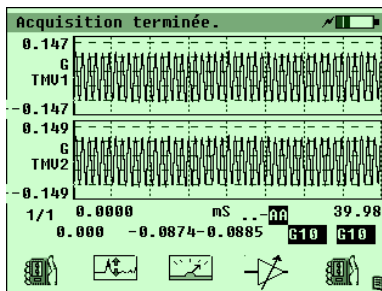 Acquisition terminée.
0.147
G
TMV1
-0.147
0.149
G
TMV2
-0.149
1/1 0.0000 mS ..-AA 39.98
0.000 -0.0874-0.0885 G10 G10